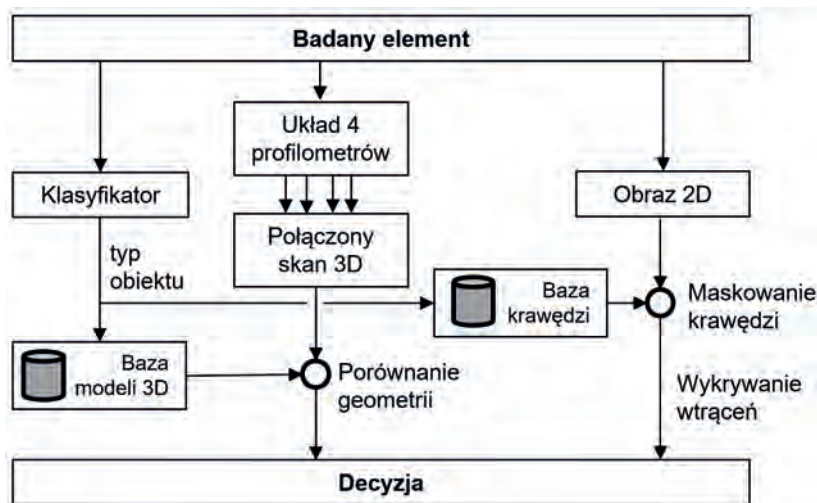 Badany element
Układ 4
profilometrów
Klasyfikator
Obraz 2D
Połączony
skan 3D
typ
obiektu
Baza
krawędzi
Maskowanie
krawędzi
Baza
modeli 3D
Porównanie
geometrii
Wykrywanie
wtrąceń
Decyzja